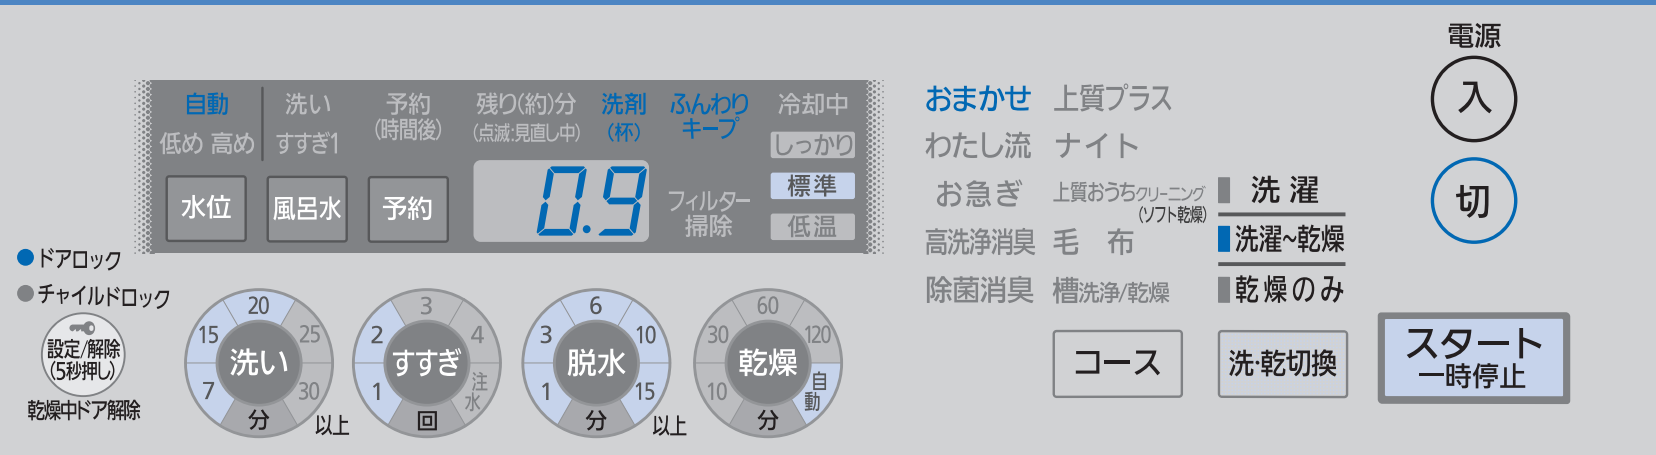 電源
入
切
自動
低め 高め
水位
洗い
すすぎ1
風呂水
予約
(時間後)
予約
残り(約)分
(点滅:見直し中)
0.9
洗剤
(杯)
ふんわり
キープ
フィルター
掃除
冷却中
しっかり
標準
低温
おまかせ 上質プラス
わたし流 ナイト
お急ぎ 上質おうちクリーニング
(ソフト乾燥)
高洗浄消臭 毛 布
除菌消臭 槽洗浄/乾燥
洗濯
洗濯~乾燥
乾燥のみ
ドアロック
チャイルドロック
設定/解除
(5秒押し)
乾燥中ドア解除
洗い
7 15 20 25 30
分
以上
すすぎ
1 2 3 4 注水
回
脱水
1 3 6 10 15
分
以上
乾燥
10 30 60 120 自動
分
コース
洗·乾切換
スタート
一時停止